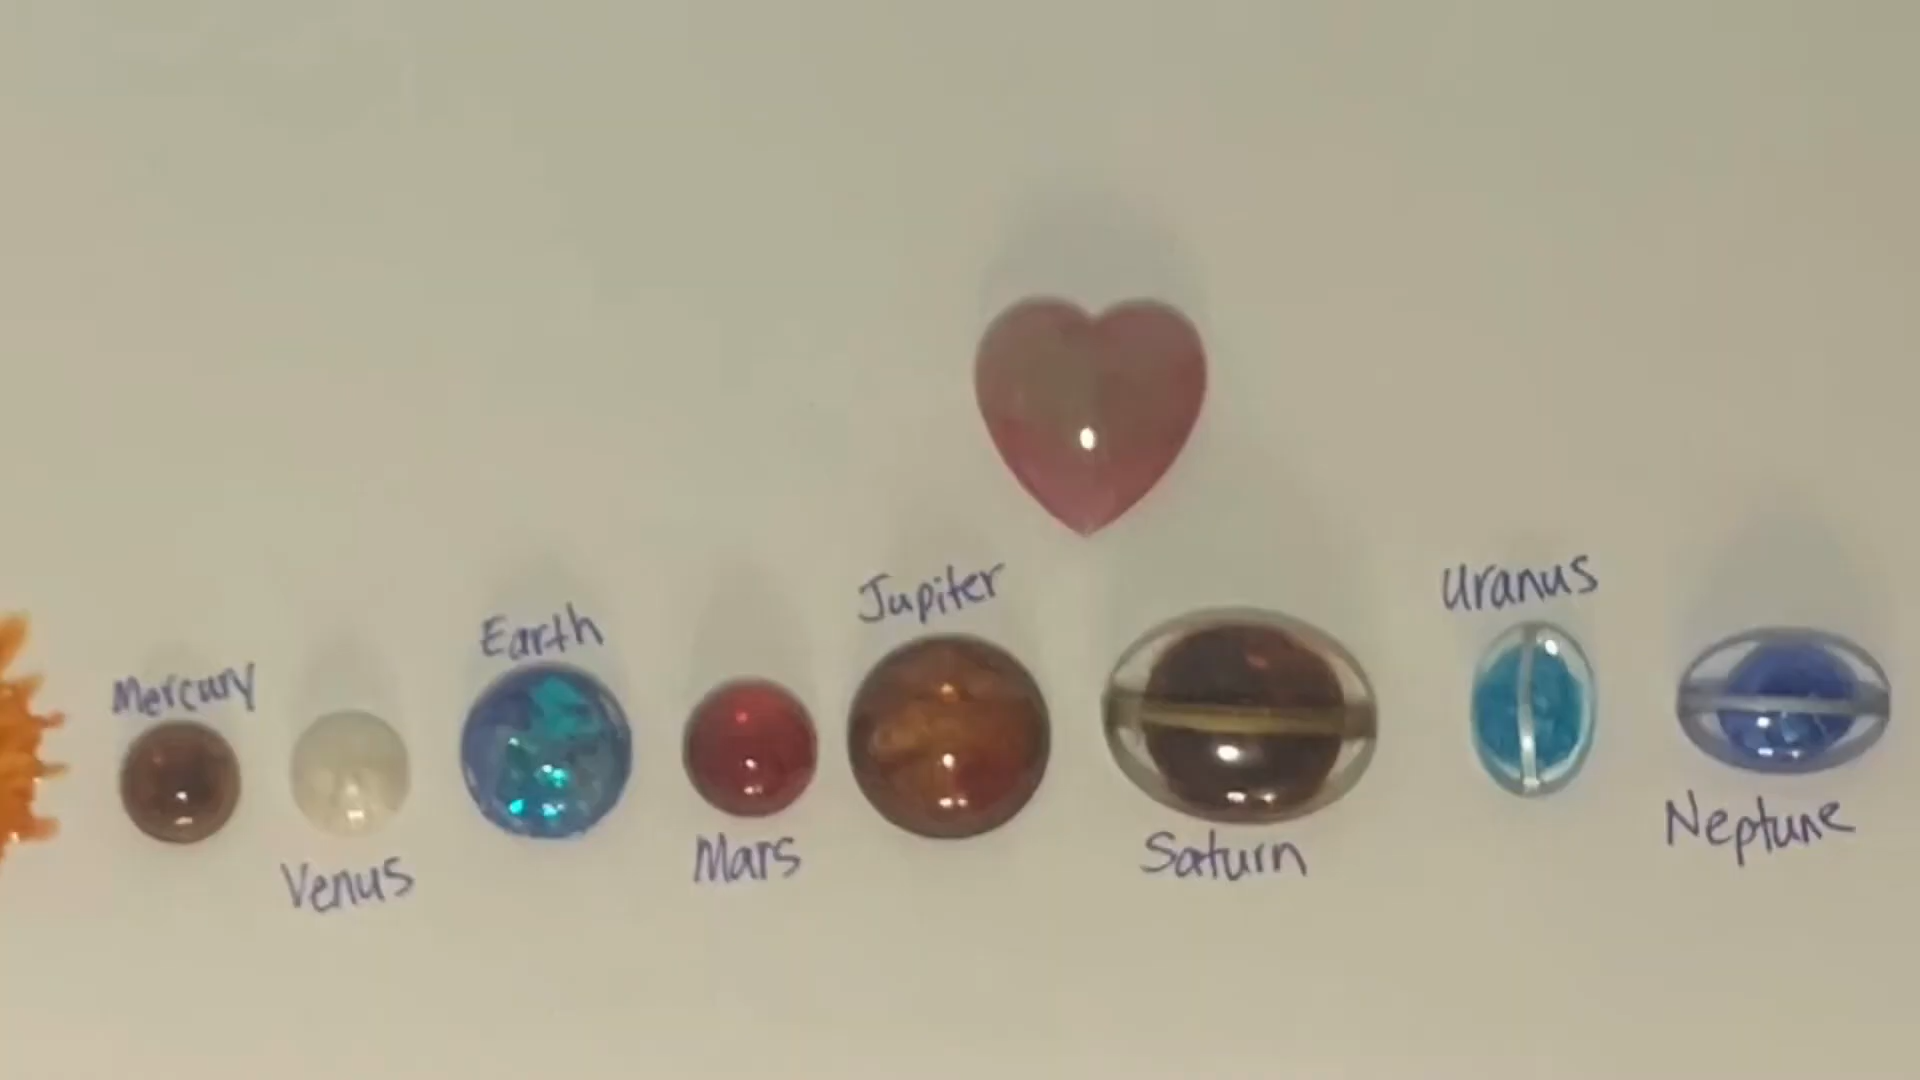 Mercury
Venus
Earth
Mars
Jupiter
Saturn
Uranus
Neptune